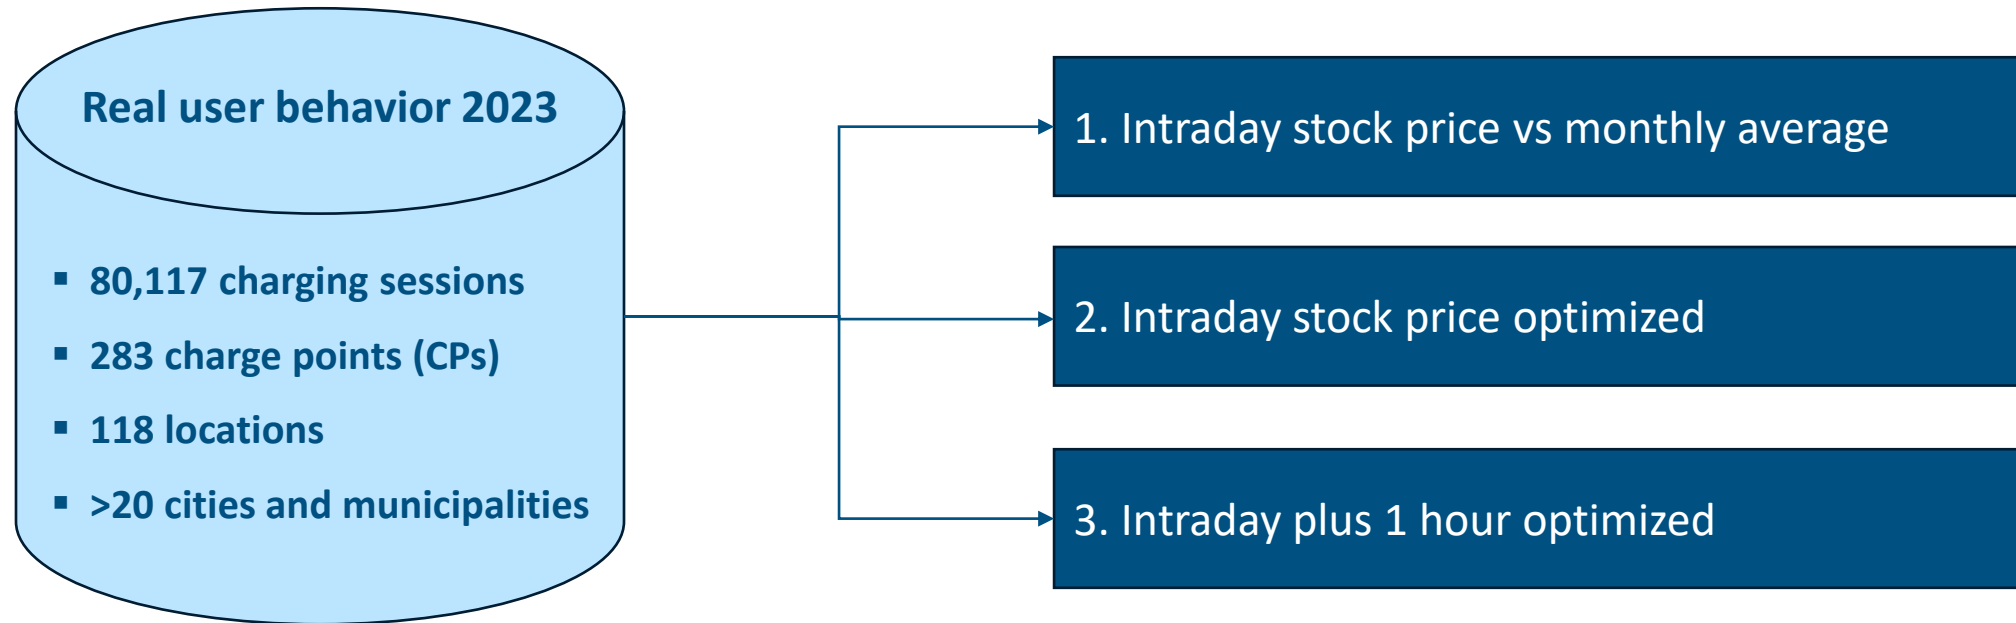 Real user behavior 2023
▪ 80,117 charging sessions
▪ 283 charge points (CPs)
▪ 118 locations
▪ >20 cities and municipalities
1. Intraday stock price vs monthly average
2. Intraday stock price optimized
3. Intraday plus 1 hour optimized